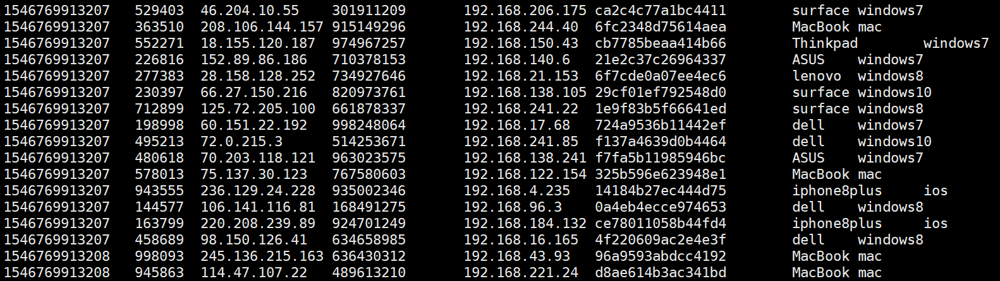 1546769913207 529403 46.204.10.55 301911209 192.168.206.175 ca2c4c77a1bc4411 surface windows7
1546769913207 363510 208.106.144.157 915149296 192.168.244.40 6fc2348d75614aea MacBook mac
1546769913207 552271 18.155.120.187 974967257 192.168.150.43 cb7785beaa414b66 Thinkpad windows7
1546769913207 226816 152.89.86.186 710378153 192.168.140.6 21e2c37c26964337 ASUS windows7
1546769913207 277383 28.158.128.252 734927646 192.168.21.153 6f7cde0a07ee4ec6 lenovo windows8
1546769913207 230397 66.27.150.216 820973761 192.168.138.105 29cf01ef792548d0 surface windows10
1546769913207 712899 125.72.205.100 661878337 192.168.241.22 1e9f83b5f66641ed surface windows8
1546769913207 198998 60.151.22.192 998248064 192.168.17.68 724a9536b11442ef dell windows7
1546769913207 495213 72.0.215.3 514253671 192.168.241.85 f137a4639d0b4464 dell windows10
1546769913207 480618 70.203.118.121 963023575 192.168.138.241 f7fa5b11985946bc ASUS windows7
1546769913207 578013 75.137.30.123 767580603 192.168.122.154 325b596e623948e1 MacBook mac
1546769913207 943555 236.129.24.228 935002346 192.168.4.235 14184b27ec444d75 iphone8plus ios
1546769913207 144577 106.141.116.81 168491275 192.168.96.3 0a4eb4ecce974653 dell windows8
1546769913207 163799 220.208.239.89 924701249 192.168.184.132 ce78011058b44fd4 iphone8plus ios
1546769913207 458689 98.150.126.41 634658985 192.168.16.165 4f220609ac2e4e3f dell windows8
1546769913208 998093 245.136.215.163 636430312 192.168.43.93 96a9593abdcc4192 MacBook mac
1546769913208 945863 114.47.107.22 489613210 192.168.221.24 d8ae614b3ac341bd MacBook mac